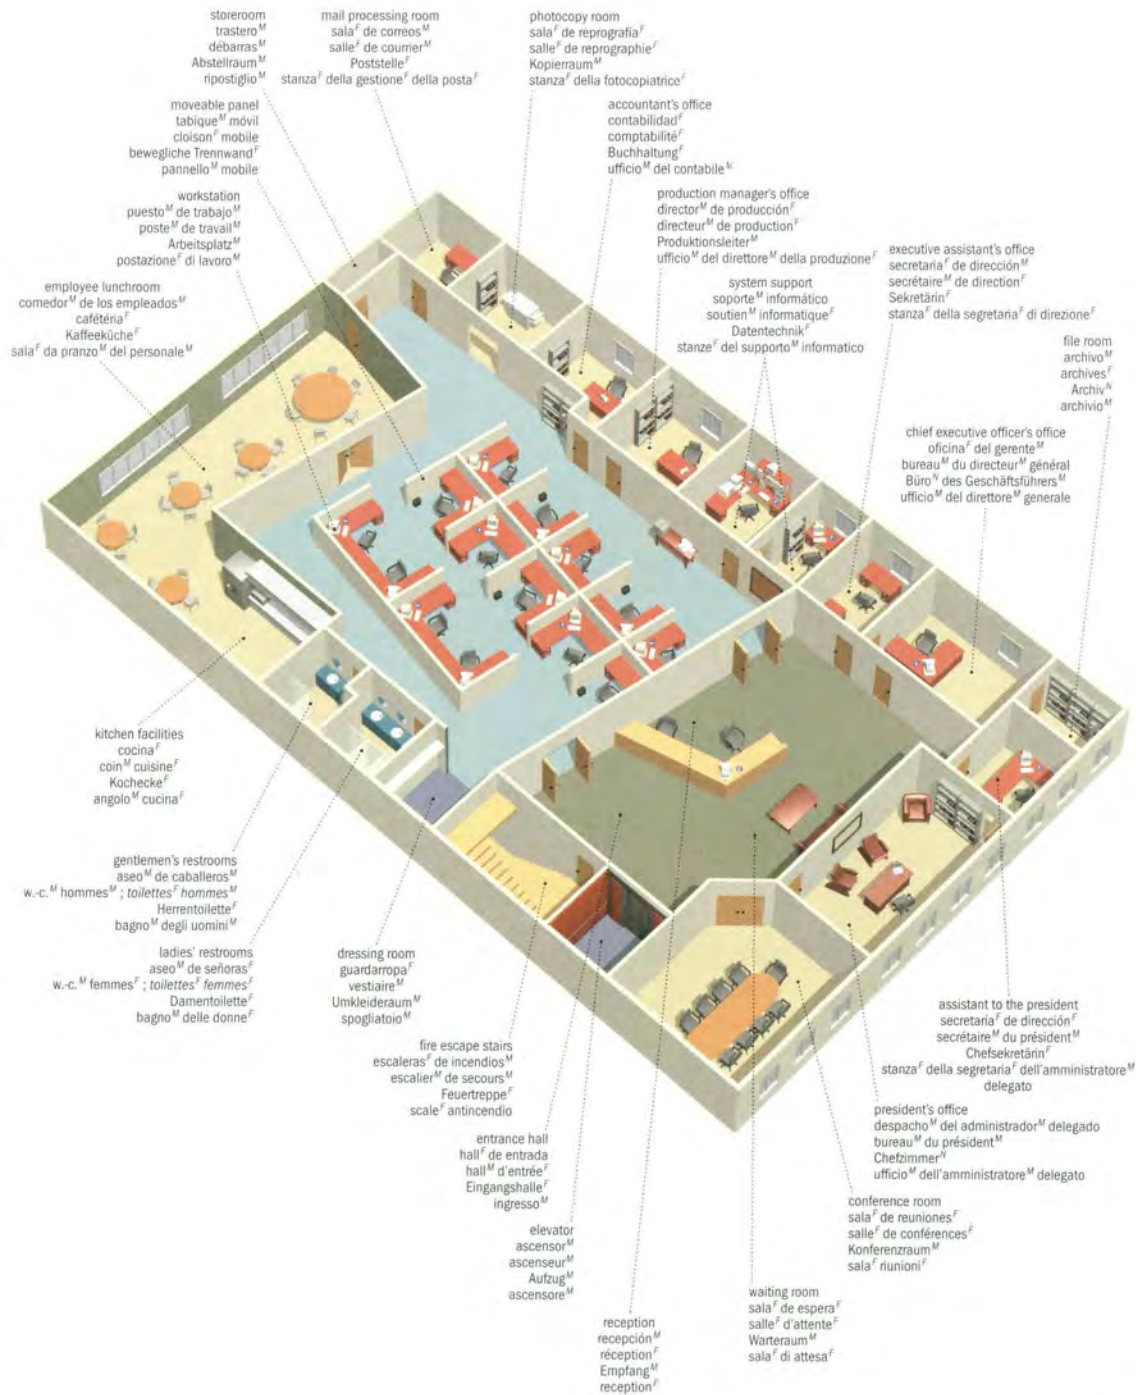 storeroom
trastero^M
débarras^M
Abstellraum^M
ripostiglio^M
mail processing room
sala^F de correos^M
salle^F de courrier^M
Poststelle^F
stanza^F della gestione^F della posta^F
photocopy room
sala^F de reprografía^F
salle^F de reprographie^F
Kopierraum^M
stanza^F della fotocopiatrice^F
moveable panel
tabique^M móvil
cloison^F mobile
bewegliche Trennwand^F
pannello^M mobile
accountant's office
contabilidad^F
comptabilité^F
Buchhaltung^F
ufficio^M del contabile^M
workstation
puesto^M de trabajo^M
poste^M de travail^M
Arbeitsplatz^M
postazione^F di lavoro^M
production manager's office
director^M de producción^F
directeur^M de production^F
Produktionsleiter^M
ufficio^M del direttore^M della produzione^F
executive assistant's office
secretaria^F de dirección^M
secrétaire^M de direction^F
Sekretärin^F
stanza^F della segretaria^F di direzione^F
employee lunchroom
comedor^M de los empleados^M
cafétéria^F
Kaffeeküche^F
sala^F da pranzo^M del personale^M
system support
soporte^M informático
soutien^M informatique^F
Datentechnik^F
stanze^F del supporto^M informatico
file room
archivo^M
archives^F
Archiv^N
archivio^M
chief executive officer's office
oficina^F del gerente^M
bureau^M du directeur^M général
Büro^N des Geschäftsführers^M
ufficio^M del direttore^M generale
kitchen facilities
cocina^F
coin^M cuisine^F
Kochecke^F
angolo^M cucina^F
gentlemen's restrooms
aseo^M de caballeros^M
w.-c.^M hommes^M ; toilettes^F hommes^M
Herrentoilette^F
bagno^M degli uomini^M
ladies' restrooms
aseo^M de señoras^F
w.-c.^M femmes^F ; toilettes^F femmes^F
Damentoilette^F
bagno^M delle donne^F
dressing room
guardarropa^F
vestiaire^M
Umkleideraum^M
spogliatoio^M
fire escape stairs
escaleras^F de incendios^M
escalier^M de secours^M
Feuertreppe^F
scale^F antincendio
entrance hall
hall^F de entrada
hall^M d'entrée^F
Eingangshalle^F
ingresso^M
elevator
ascensor^M
ascenseur^M
Aufzug^M
ascensore^M
reception
recepción^M
réception^F
Empfang^M
reception^F
waiting room
sala^F de espera^F
salle^F d'attente^F
Warteraum^M
sala^F di attesa^F
conference room
sala^F de reuniones^F
salle^F de conférences^F
Konferenzraum^M
sala^F riunioni^F
president's office
despacho^M del administrador^M delegado
bureau^M du président^M
Chefzimmer^N
ufficio^M dell'amministratore^M delegato
assistant to the president
secretaría^F de dirección^F
secrétaire^M du président^M
Chefsekretärin^F
stanza^F della segretaria^F dell'amministratore^M
delegato